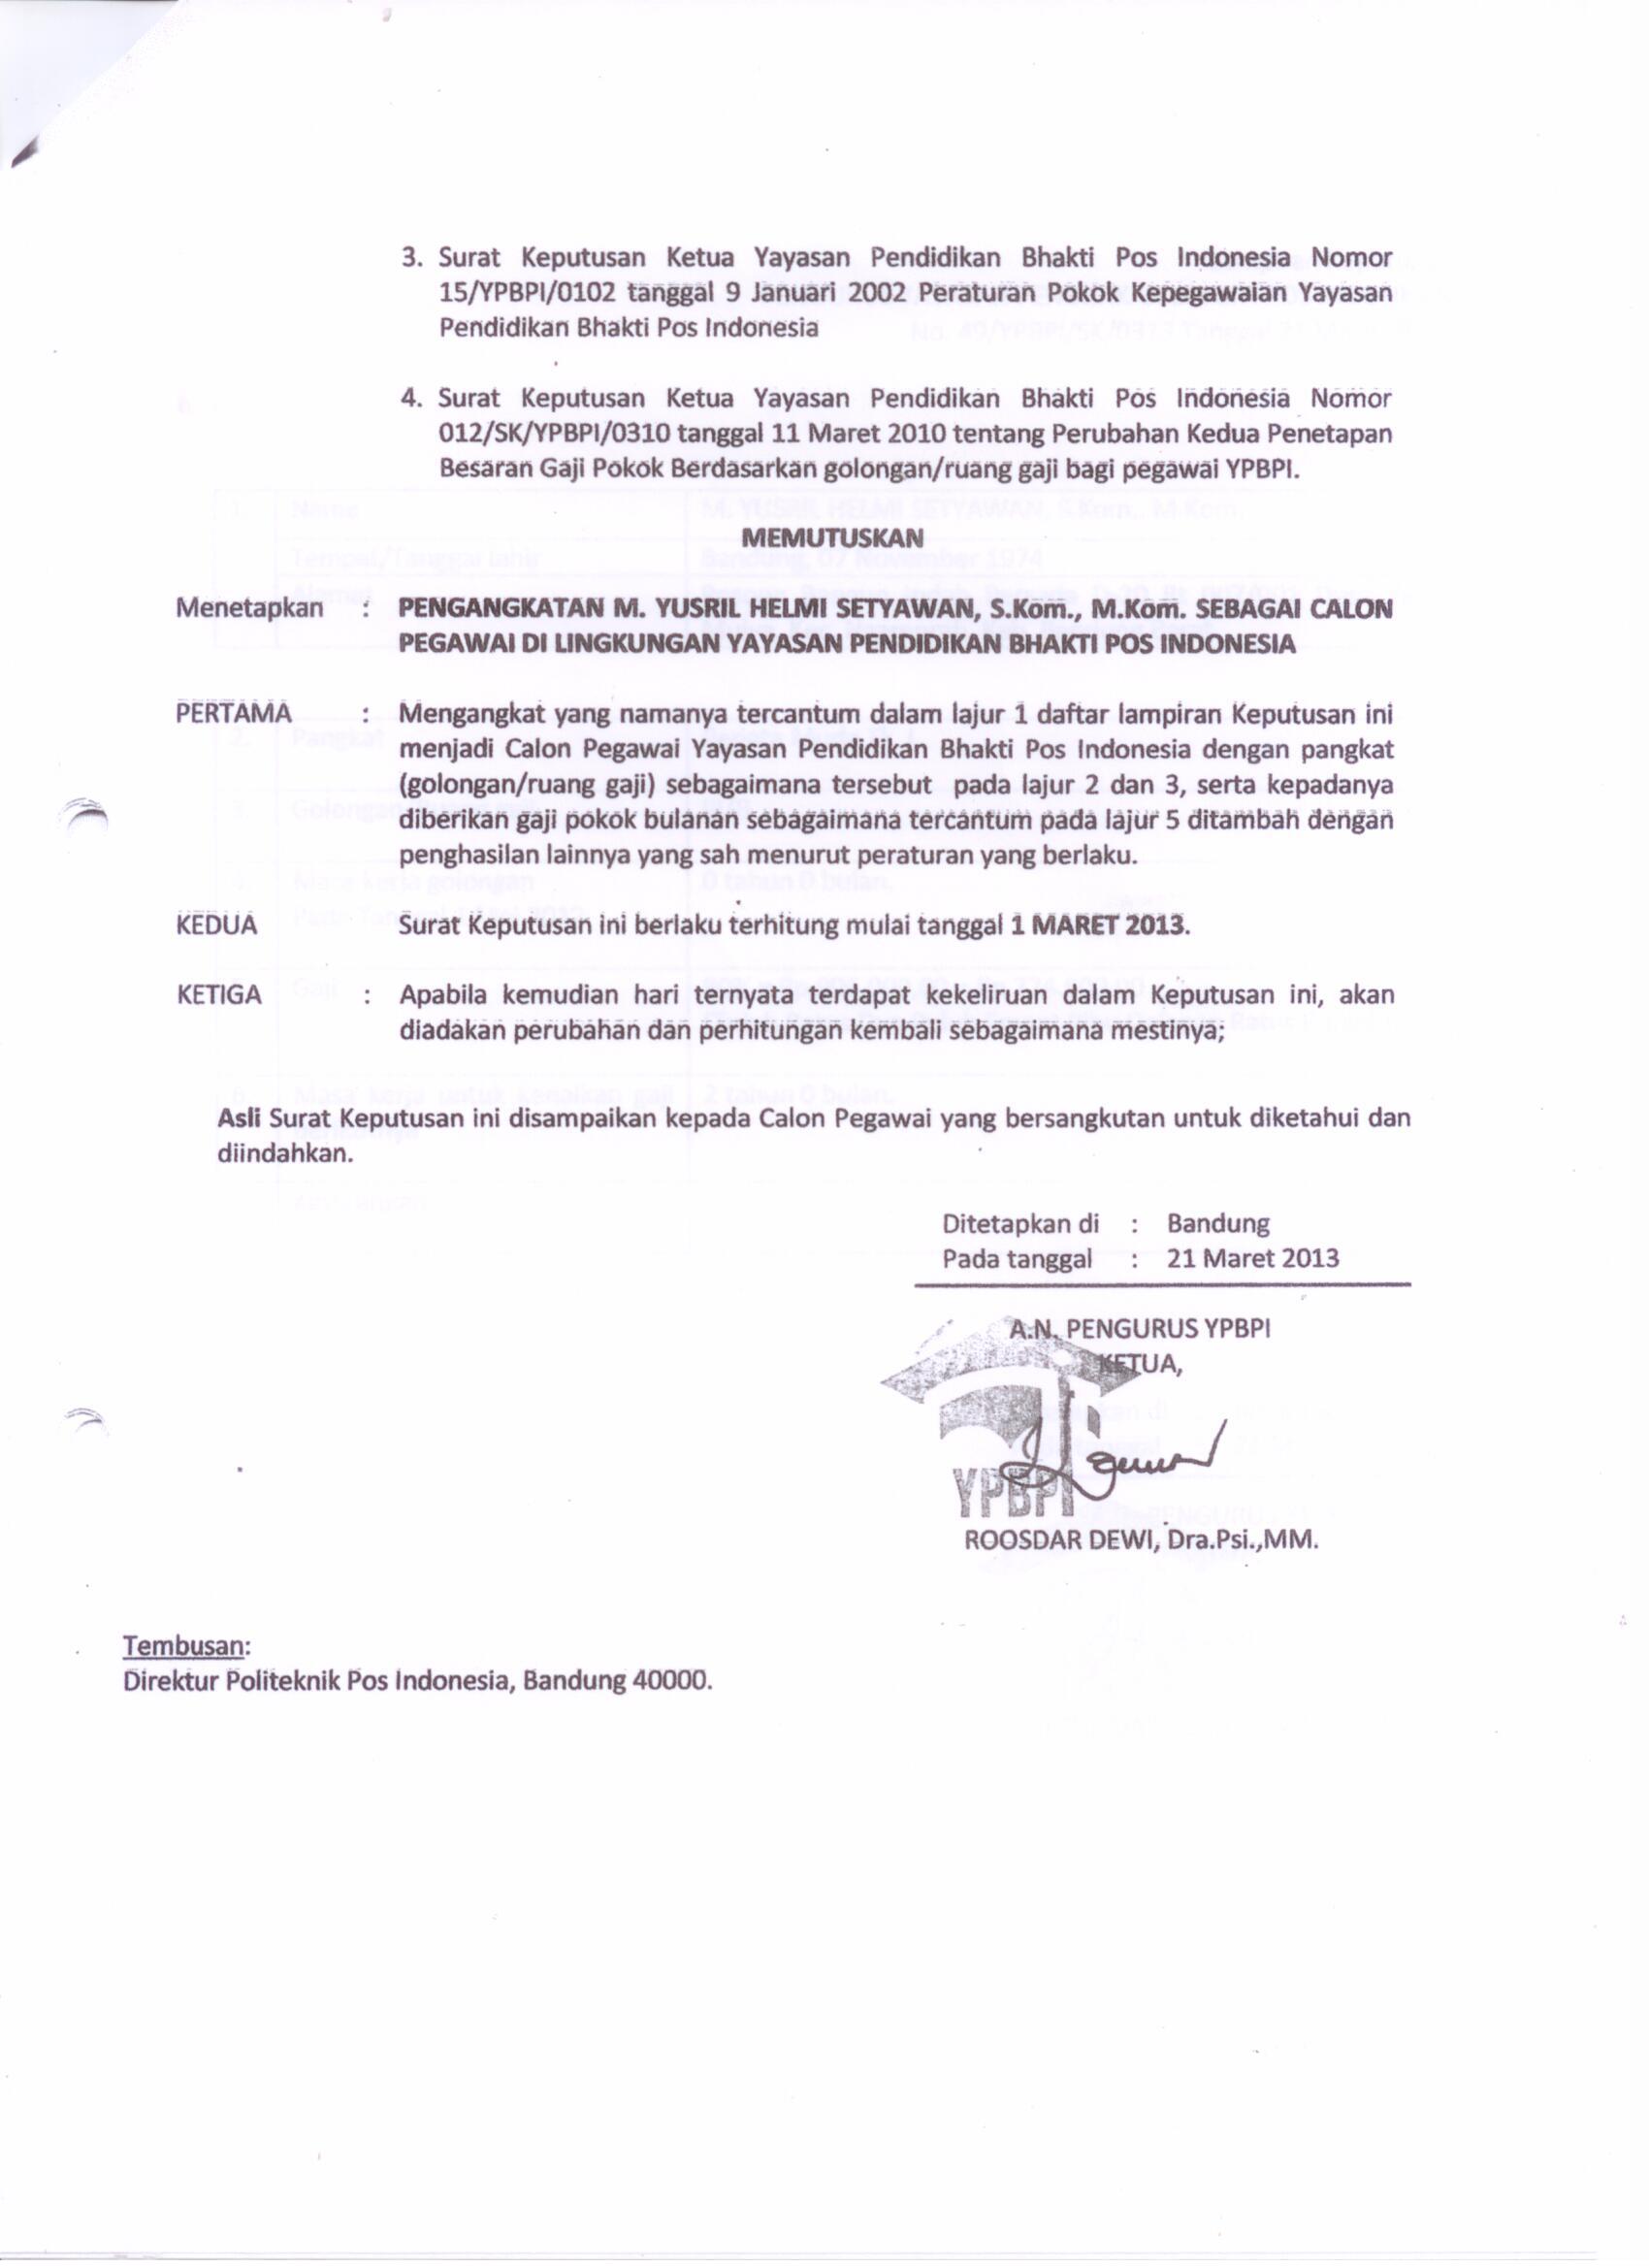 3. Surat Keputusan Ketua Yayasan Pendidikan Bhakti Pos Indonesia Nomor
15/YPBPI/0102 tanggal 9 Januari 2002 Peraturan Pokok Kepegawaian Yayasan
Pendidikan Bhakti Pos Indonesia
4. Surat Keputusan Ketua Yayasan Pendidikan Bhakti Pos Indonesia Nomor
012/SK/YPBPI/0310 tanggal 11 Maret 2010 tentang Perubahan Kedua Penetapan
Besaran Gaji Pokok Berdasarkan golongan/ruang gaji bagi pegawai YPBPI.
MEMUTUSKAN
Menetapkan : PENGANGKATAN M. YUSRIL HELMI SETYAWAN, S.Kom., M.Kom. SEBAGAI CALON
PEGAWAI DI LINGKUNGAN YAYASAN PENDIDIKAN BHAKTI POS INDONESIA
PERTAMA : Mengangkat yang namanya tercantum dalam lajur 1 daftar lampiran Keputusan ini
menjadi Calon Pegawai Yayasan Pendidikan Bhakti Pos Indonesia dengan pangkat
(golongan/ruang gaji) sebagaimana tersebut pada lajur 2 dan 3, serta kepadanya
diberikan gaji pokok bulanan sebagaimana tercantum pada lajur 5 ditambah dengan
penghasilan lainnya yang sah menurut peraturan yang berlaku.
KEDUA Surat Keputusan ini berlaku terhitung mulai tanggal 1 MARET 2013.
KETIGA : Apabila kemudian hari ternyata terdapat kekeliruan dalam Keputusan ini, akan
diadakan perubahan dan perhitungan kembali sebagaimana mestinya;
Asli Surat Keputusan ini disampaikan kepada Calon Pegawai yang bersangkutan untuk diketahui dan
diindahkan.
Ditetapkan di : Bandung
Pada tanggal : 21 Maret 2013
A.N. PENGURUS YPBPI
KETUA,
YPBPI
ROOSDAR DEWI, Dra.Psi.,MM.
Tembusan:
Direktur Politeknik Pos Indonesia, Bandung 40000.